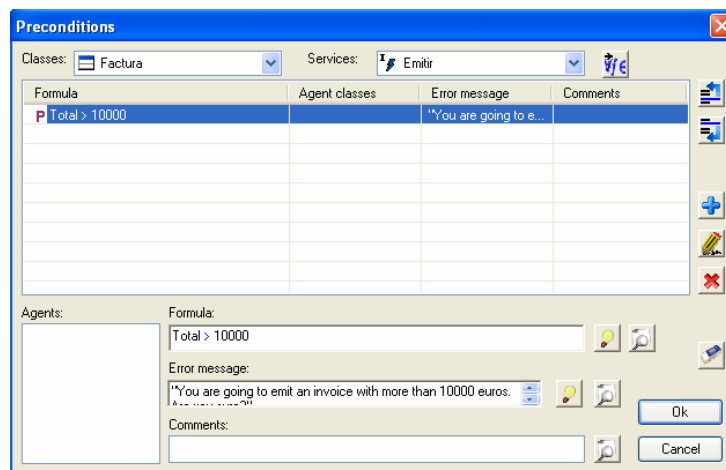 Preconditions
Classes: Factura Services: Emitir
Formula Agent classes Error message Comments
P Total > 10000 "You are going to e...
Agents: Formula:
Total > 10000
Error message:
"You are going to emit an invoice with more than 10000 euros.
Comments:
Ok
Cancel